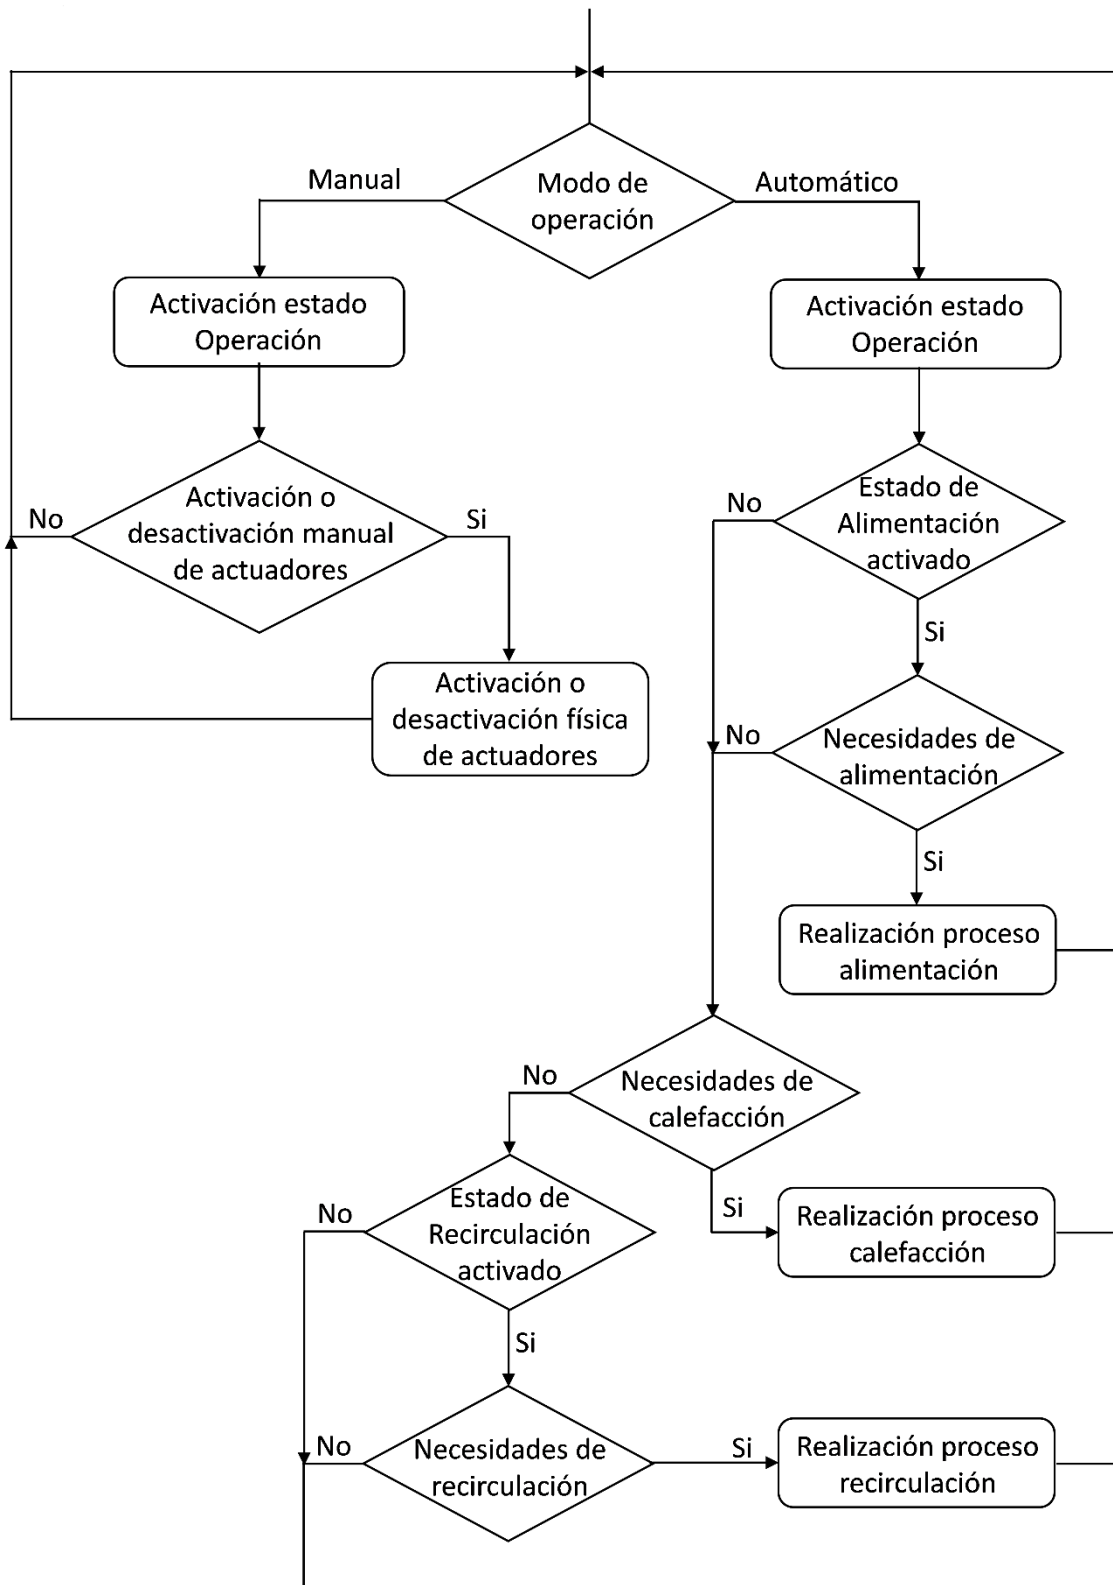 Manual
Modo de
operación
Automático
Activación estado
Operación
Activación estado
Operación
No
Activación o
desactivación manual
de actuadores
Si
No
Estado de
Alimentación
activado
Si
Activación o
desactivación física
de actuadores
No
Necesidades de
alimentación
Si
Realización proceso
alimentación
No
Necesidades de
calefacción
Si
Realización proceso
calefacción
No
Estado de
Recirculación
activado
Si
No
Necesidades de
recirculación
Si
Realización proceso
recirculación